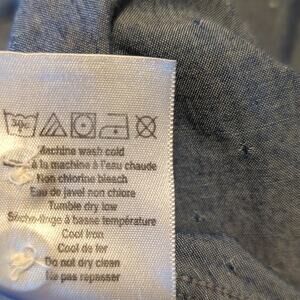 30°
Machine wash cold
à la machine à l'eau chaude
Non chlorine bleach
Eau de javel non chlore
Tumble dry low
Sèche-linge à basse température
Cool iron
Cool de fer
Do not dry clean
Ne pas repasser